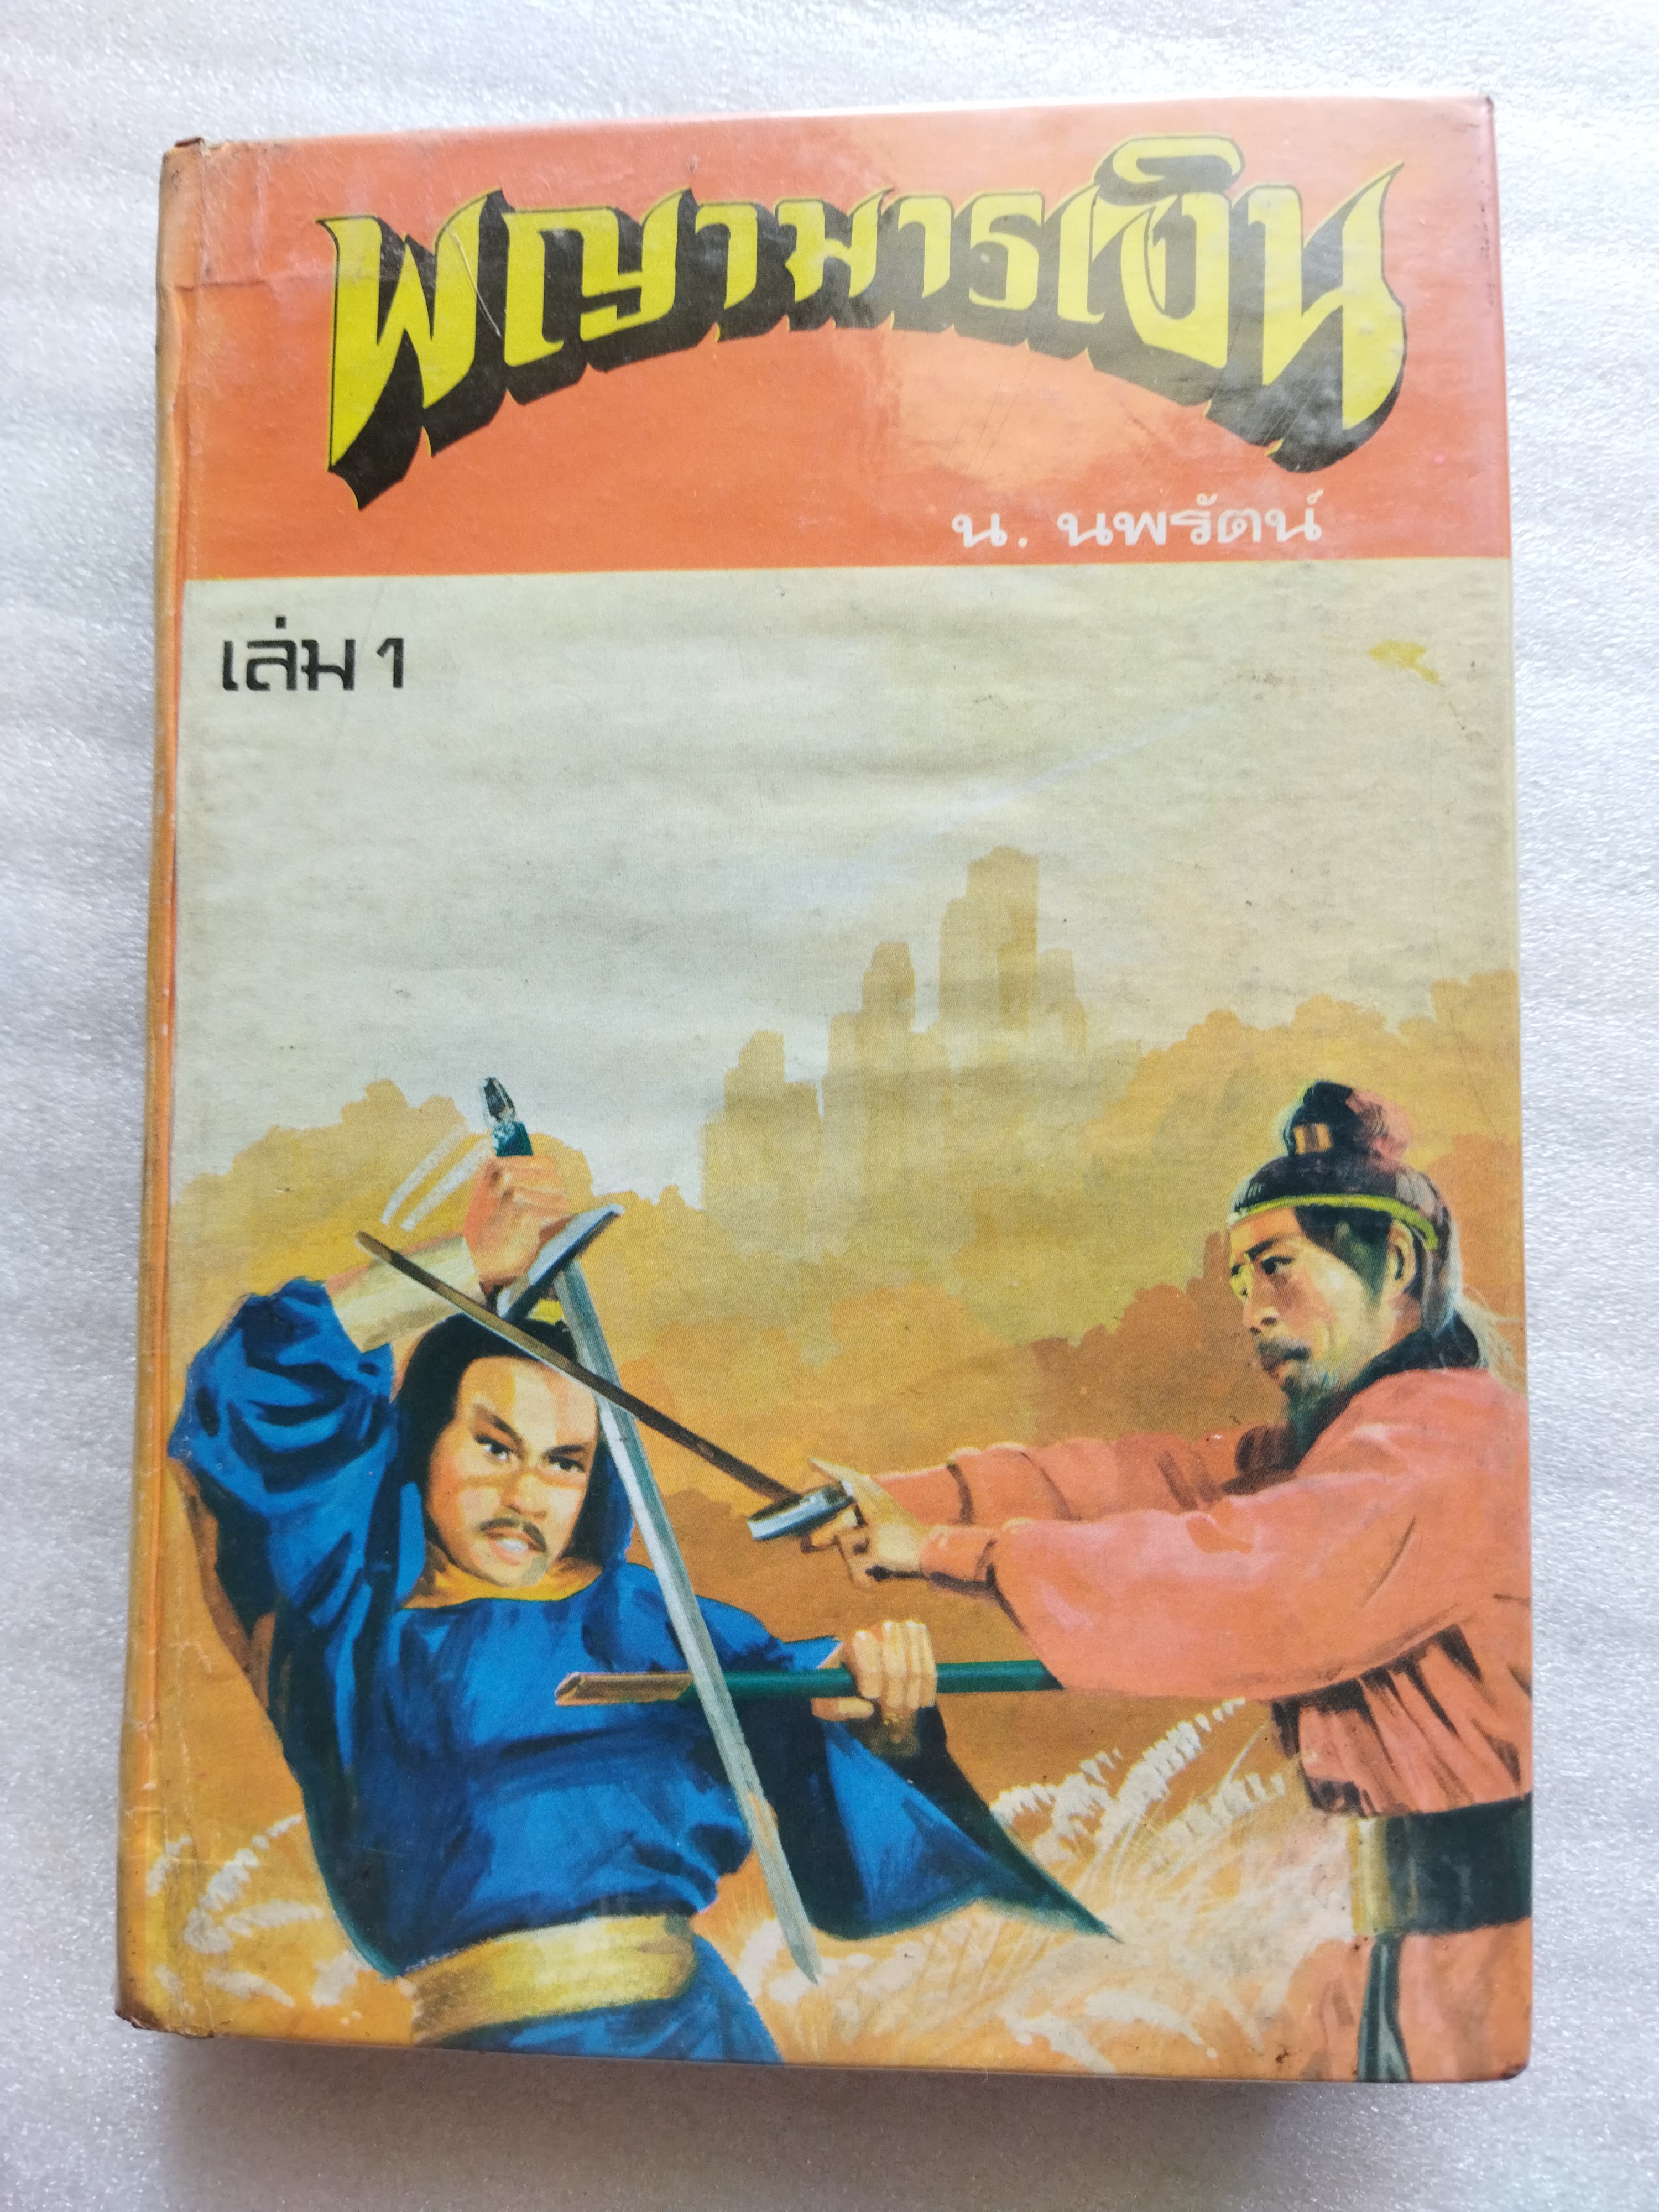 พญามารเงิน
น. นพรัตน์
เล่ม 1